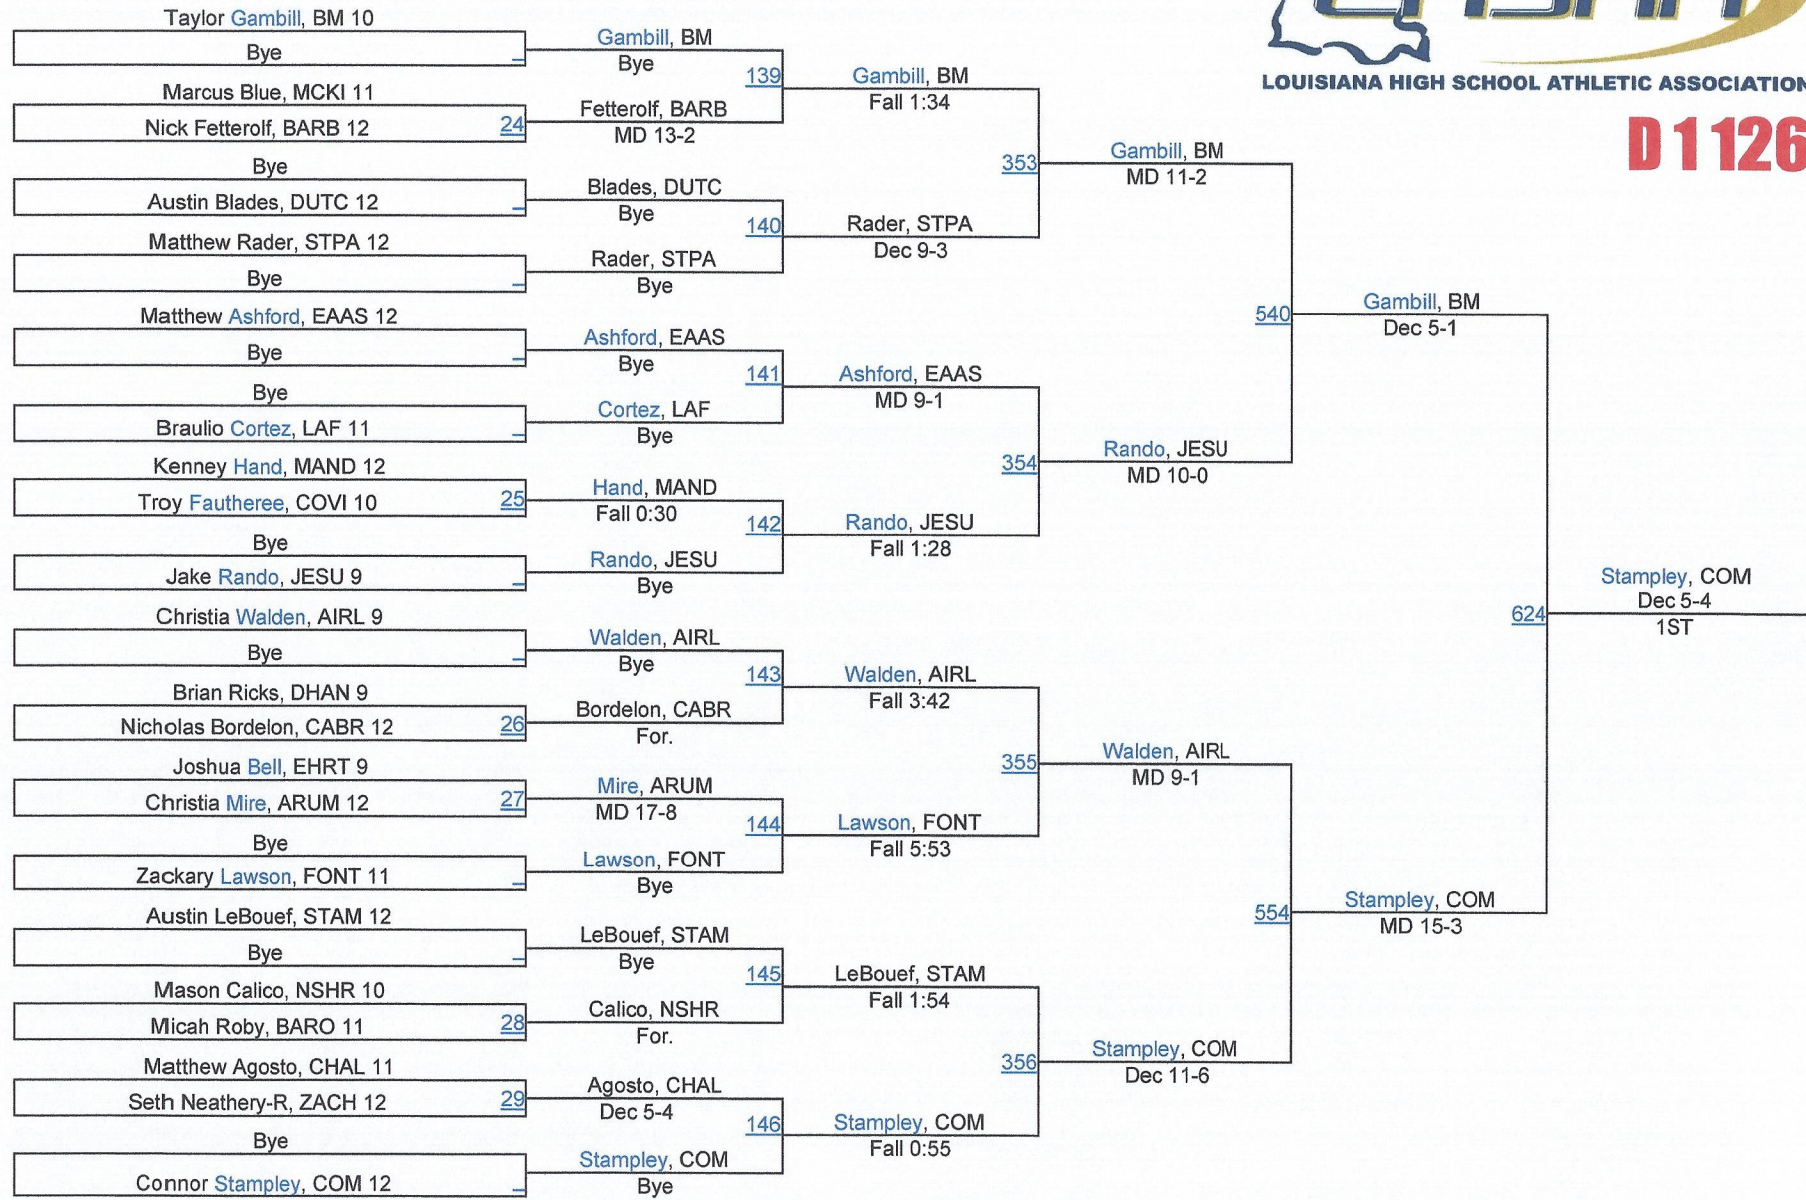 LOUISIANA HIGH SCHOOL ATHLETIC ASSOCIATION
D 1 126
Taylor Gambill, BM 10
Bye
Marcus Blue, MCKI 11
Nick Fetterolf, BARB 12
24
Bye
Austin Blades, DUTC 12
Matthew Rader, STPA 12
Bye
Matthew Ashford, EAAS 12
Bye
Bye
Braulio Cortez, LAF 11
Kenney Hand, MAND 12
Troy Fautheree, COVI 10
25
Bye
Jake Rando, JESU 9
Christia Walden, AIRL 9
Bye
Brian Ricks, DHAN 9
Nicholas Bordelon, CABR 12
26
Joshua Bell, EHRT 9
Christia Mire, ARUM 12
27
Bye
Zackary Lawson, FONT 11
Austin LeBouef, STAM 12
Bye
Mason Calico, NSHR 10
Micah Roby, BARO 11
28
Matthew Agosto, CHAL 11
Seth Neathery-R, ZACH 12
29
Bye
Connor Stampley, COM 12
Gambill, BM
Bye
139
Fetterolf, BARB
MD 13-2
Blades, DUTC
Bye
140
Rader, STPA
Bye
Ashford, EAAS
Bye
141
Cortez, LAF
Bye
Hand, MAND
Fall 0:30
142
Rando, JESU
Bye
Walden, AIRL
Bye
143
Bordelon, CABR
For.
Mire, ARUM
MD 17-8
144
Lawson, FONT
Bye
LeBouef, STAM
Bye
145
Calico, NSHR
For.
Agosto, CHAL
Dec 5-4
146
Stampley, COM
Bye
Gambill, BM
Fall 1:34
353
Rader, STPA
Dec 9-3
Ashford, EAAS
MD 9-1
354
Rando, JESU
Fall 1:28
Walden, AIRL
Fall 3:42
355
Lawson, FONT
Fall 5:53
LeBouef, STAM
Fall 1:54
356
Stampley, COM
Fall 0:55
Gambill, BM
MD 11-2
540
Rando, JESU
MD 10-0
Walden, AIRL
MD 9-1
554
Stampley, COM
Dec 11-6
Gambill, BM
Dec 5-1
624
Stampley, COM
MD 15-3
Stampley, COM
Dec 5-4
1ST